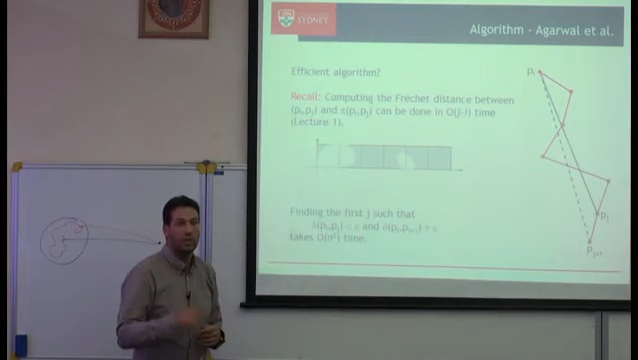 SYDNEY
Algorithm - Agarwal et al.
Efficient algorithm?
Recall: Computing the Fréchet distance between
(pᵢ,pⱼ) and π(pᵢ,pⱼ) can be done in O(j-i) time
(Lecture 1).
Finding the first j such that
δ(pᵢ,pⱼ) ≤ ε and δ(pᵢ,pⱼ₊₁) > ε
takes O(n²) time.
pᵢ
pⱼ
pⱼ₊₁